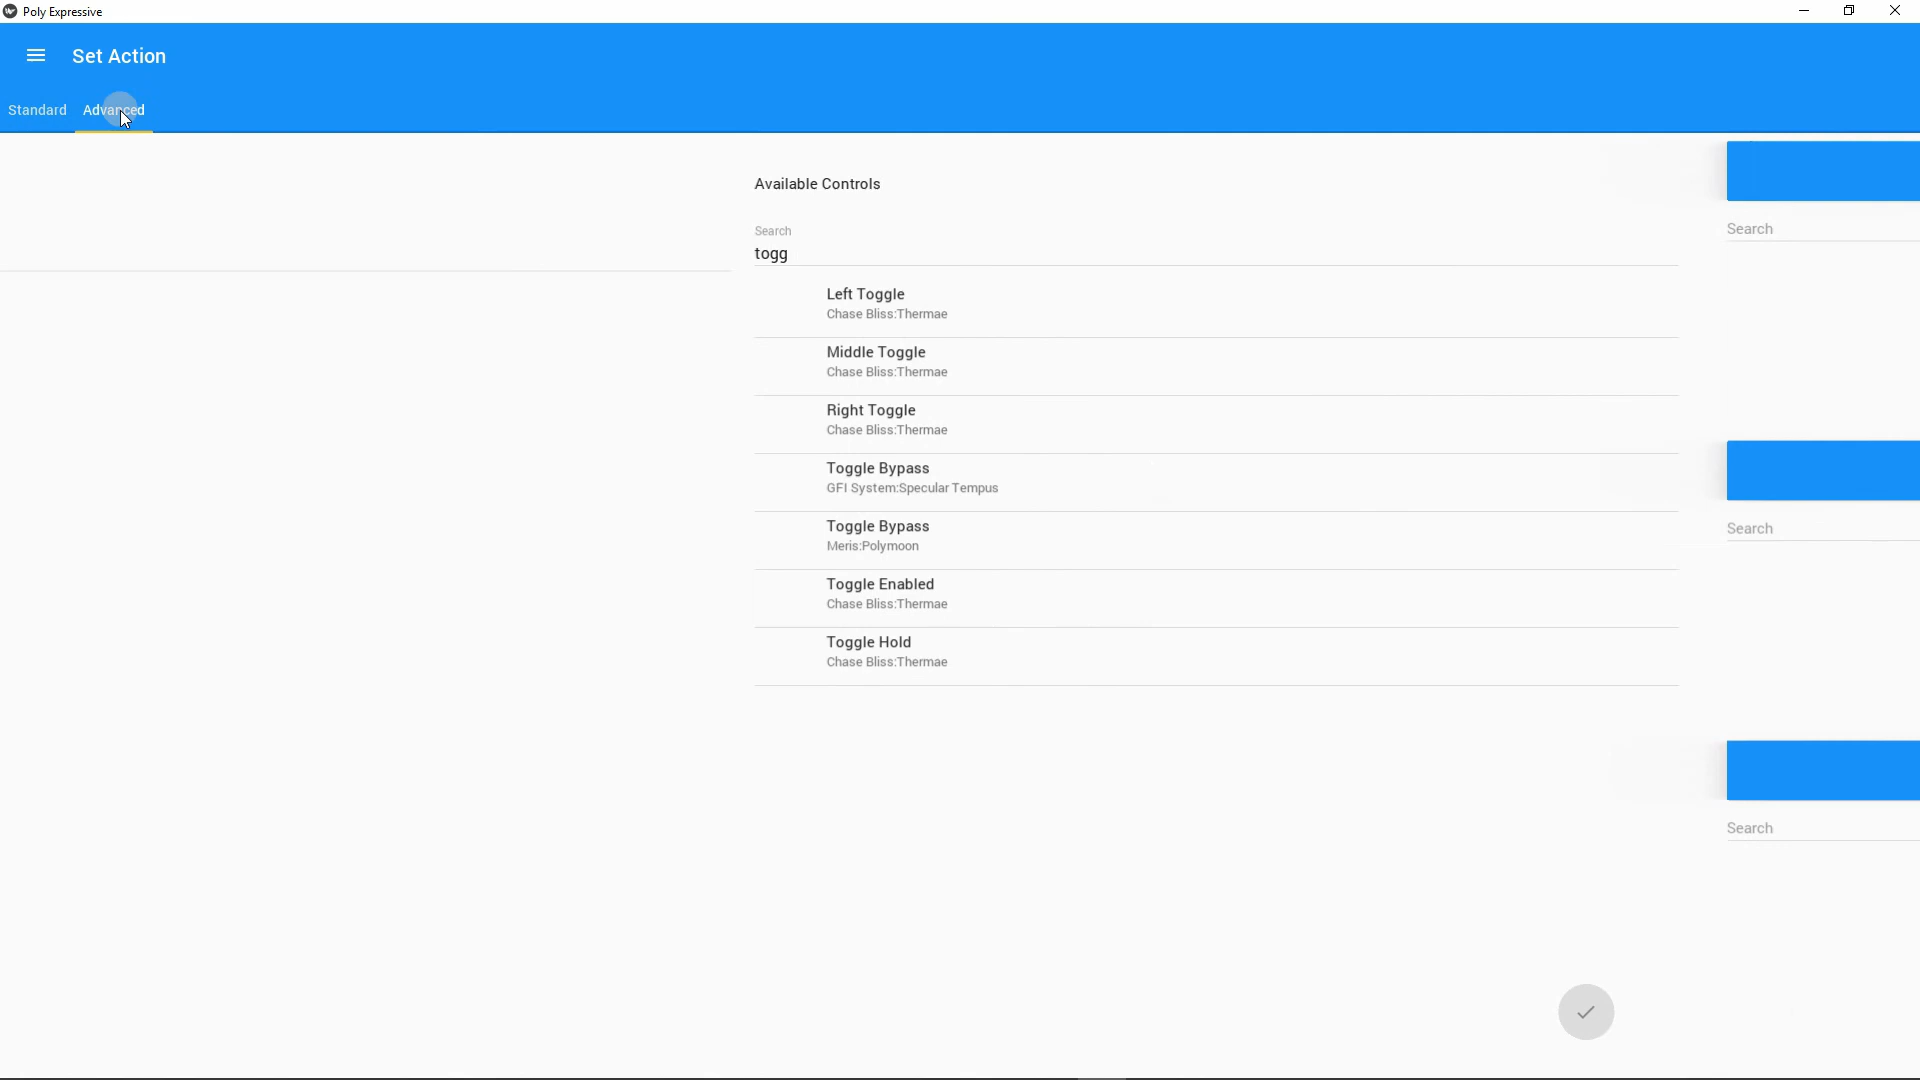 Poly Expressive
Set Action
Standard
Advanced
Available Controls
Search
togg
Left Toggle
Chase Bliss:Thermae
Middle Toggle
Chase Bliss:Thermae
Right Toggle
Chase Bliss:Thermae
Toggle Bypass
GFI System:Specular Tempus
Toggle Bypass
Meris:Polymoon
Toggle Enabled
Chase Bliss:Thermae
Toggle Hold
Chase Bliss:Thermae
Search
Search
Search